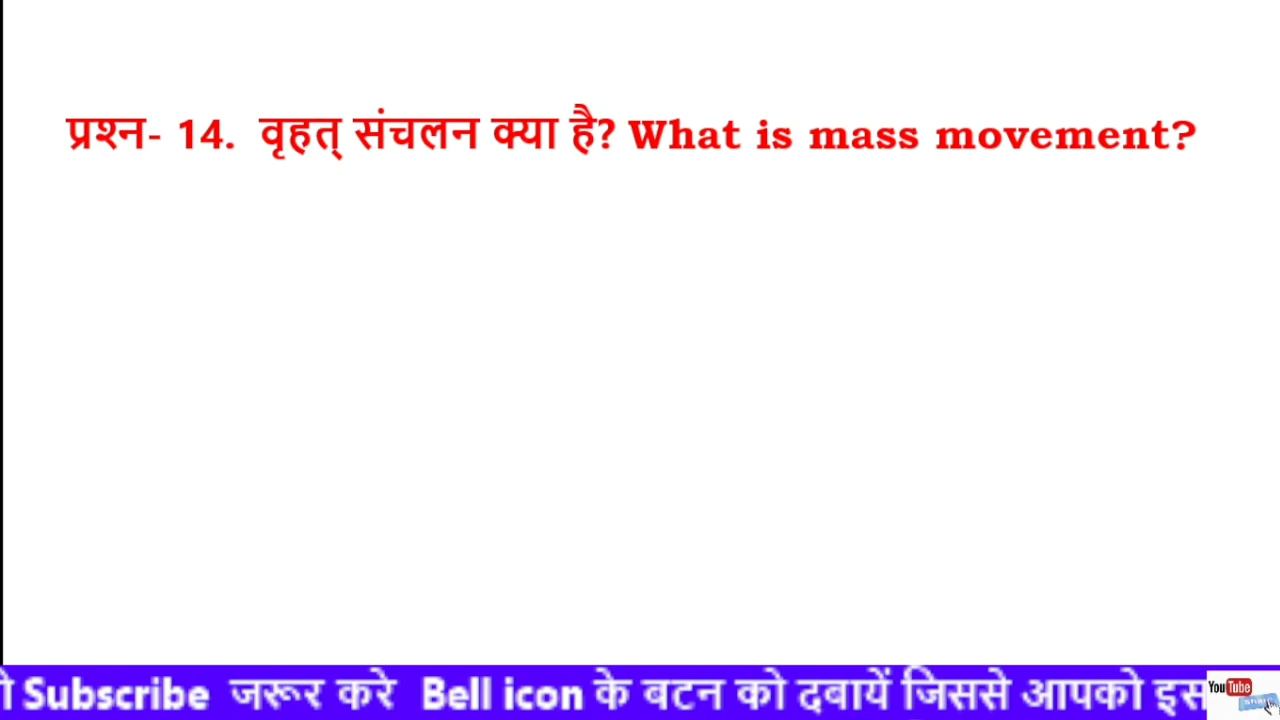 प्रश्न- 14. वृहत् संचलन क्या है? What is mass movement?
Subscribe जरूर करे Bell icon के बटन को दबायें जिससे आपको इस
YouTube